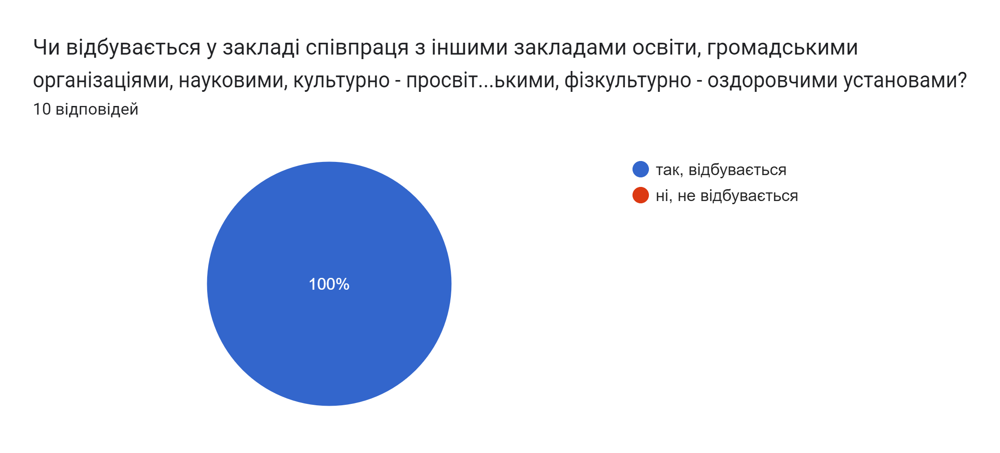 Чи відбувається у закладі співпраця з іншими закладами освіти, громадськими
організаціями, науковими, культурно - просвіт...ькими, фізкультурно - оздоровчими установами?
10 відповідей
так, відбувається
ні, не відбувається
100%